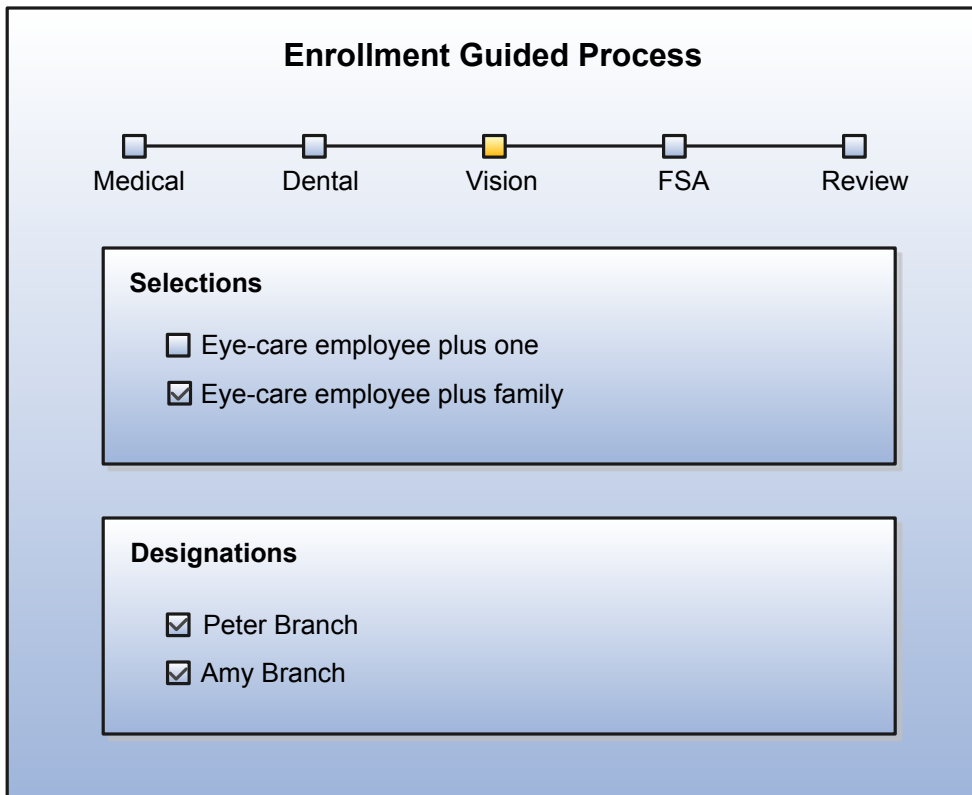 Enrollment Guided Process
Medical Dental Vision FSA Review
Selections
Eye-care employee plus one
Eye-care employee plus family
Designations
Peter Branch
Amy Branch